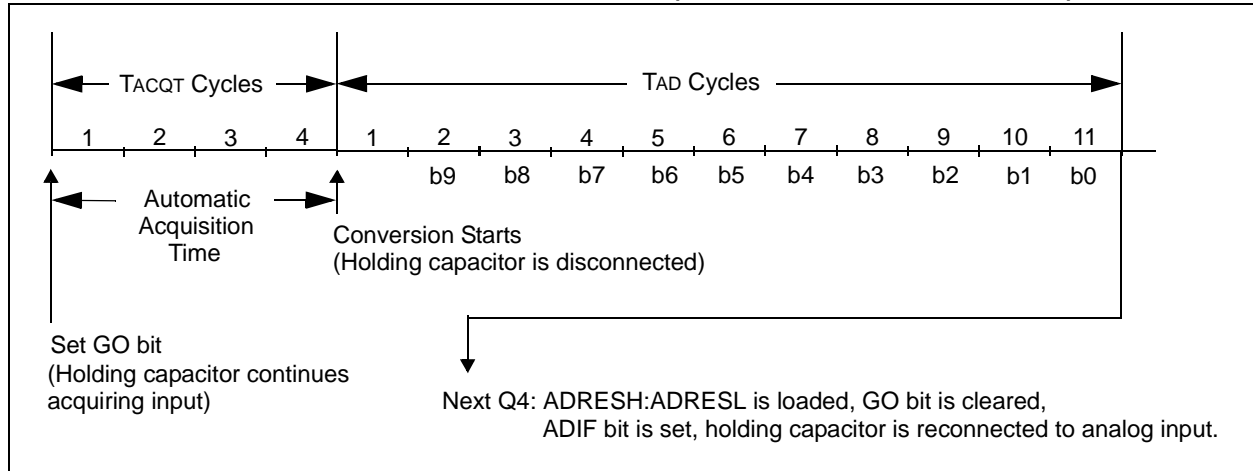 TACQT Cycles TAD Cycles
1 2 3 4 1 2 3 4 5 6 7 8 9 10 11
b9 b8 b7 b6 b5 b4 b3 b2 b1 b0
Automatic
Acquisition
Time
Conversion Starts
(Holding capacitor is disconnected)
Set GO bit
(Holding capacitor continues
acquiring input)
Next Q4: ADRESH:ADRESL is loaded, GO bit is cleared,
ADIF bit is set, holding capacitor is reconnected to analog input.